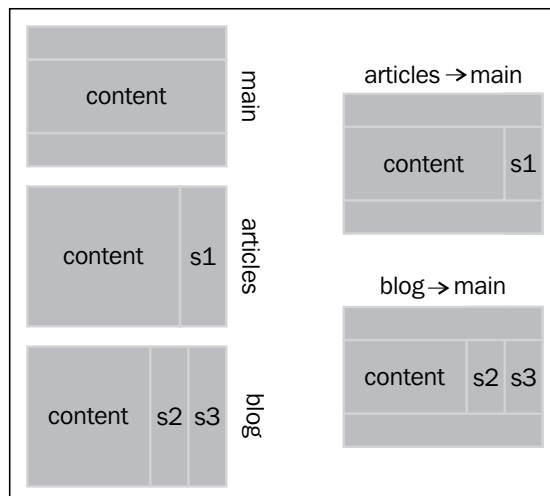 content
main
content
s1
articles
content
s2
s3
blog
articles → main
content
s1
blog → main
content
s2
s3